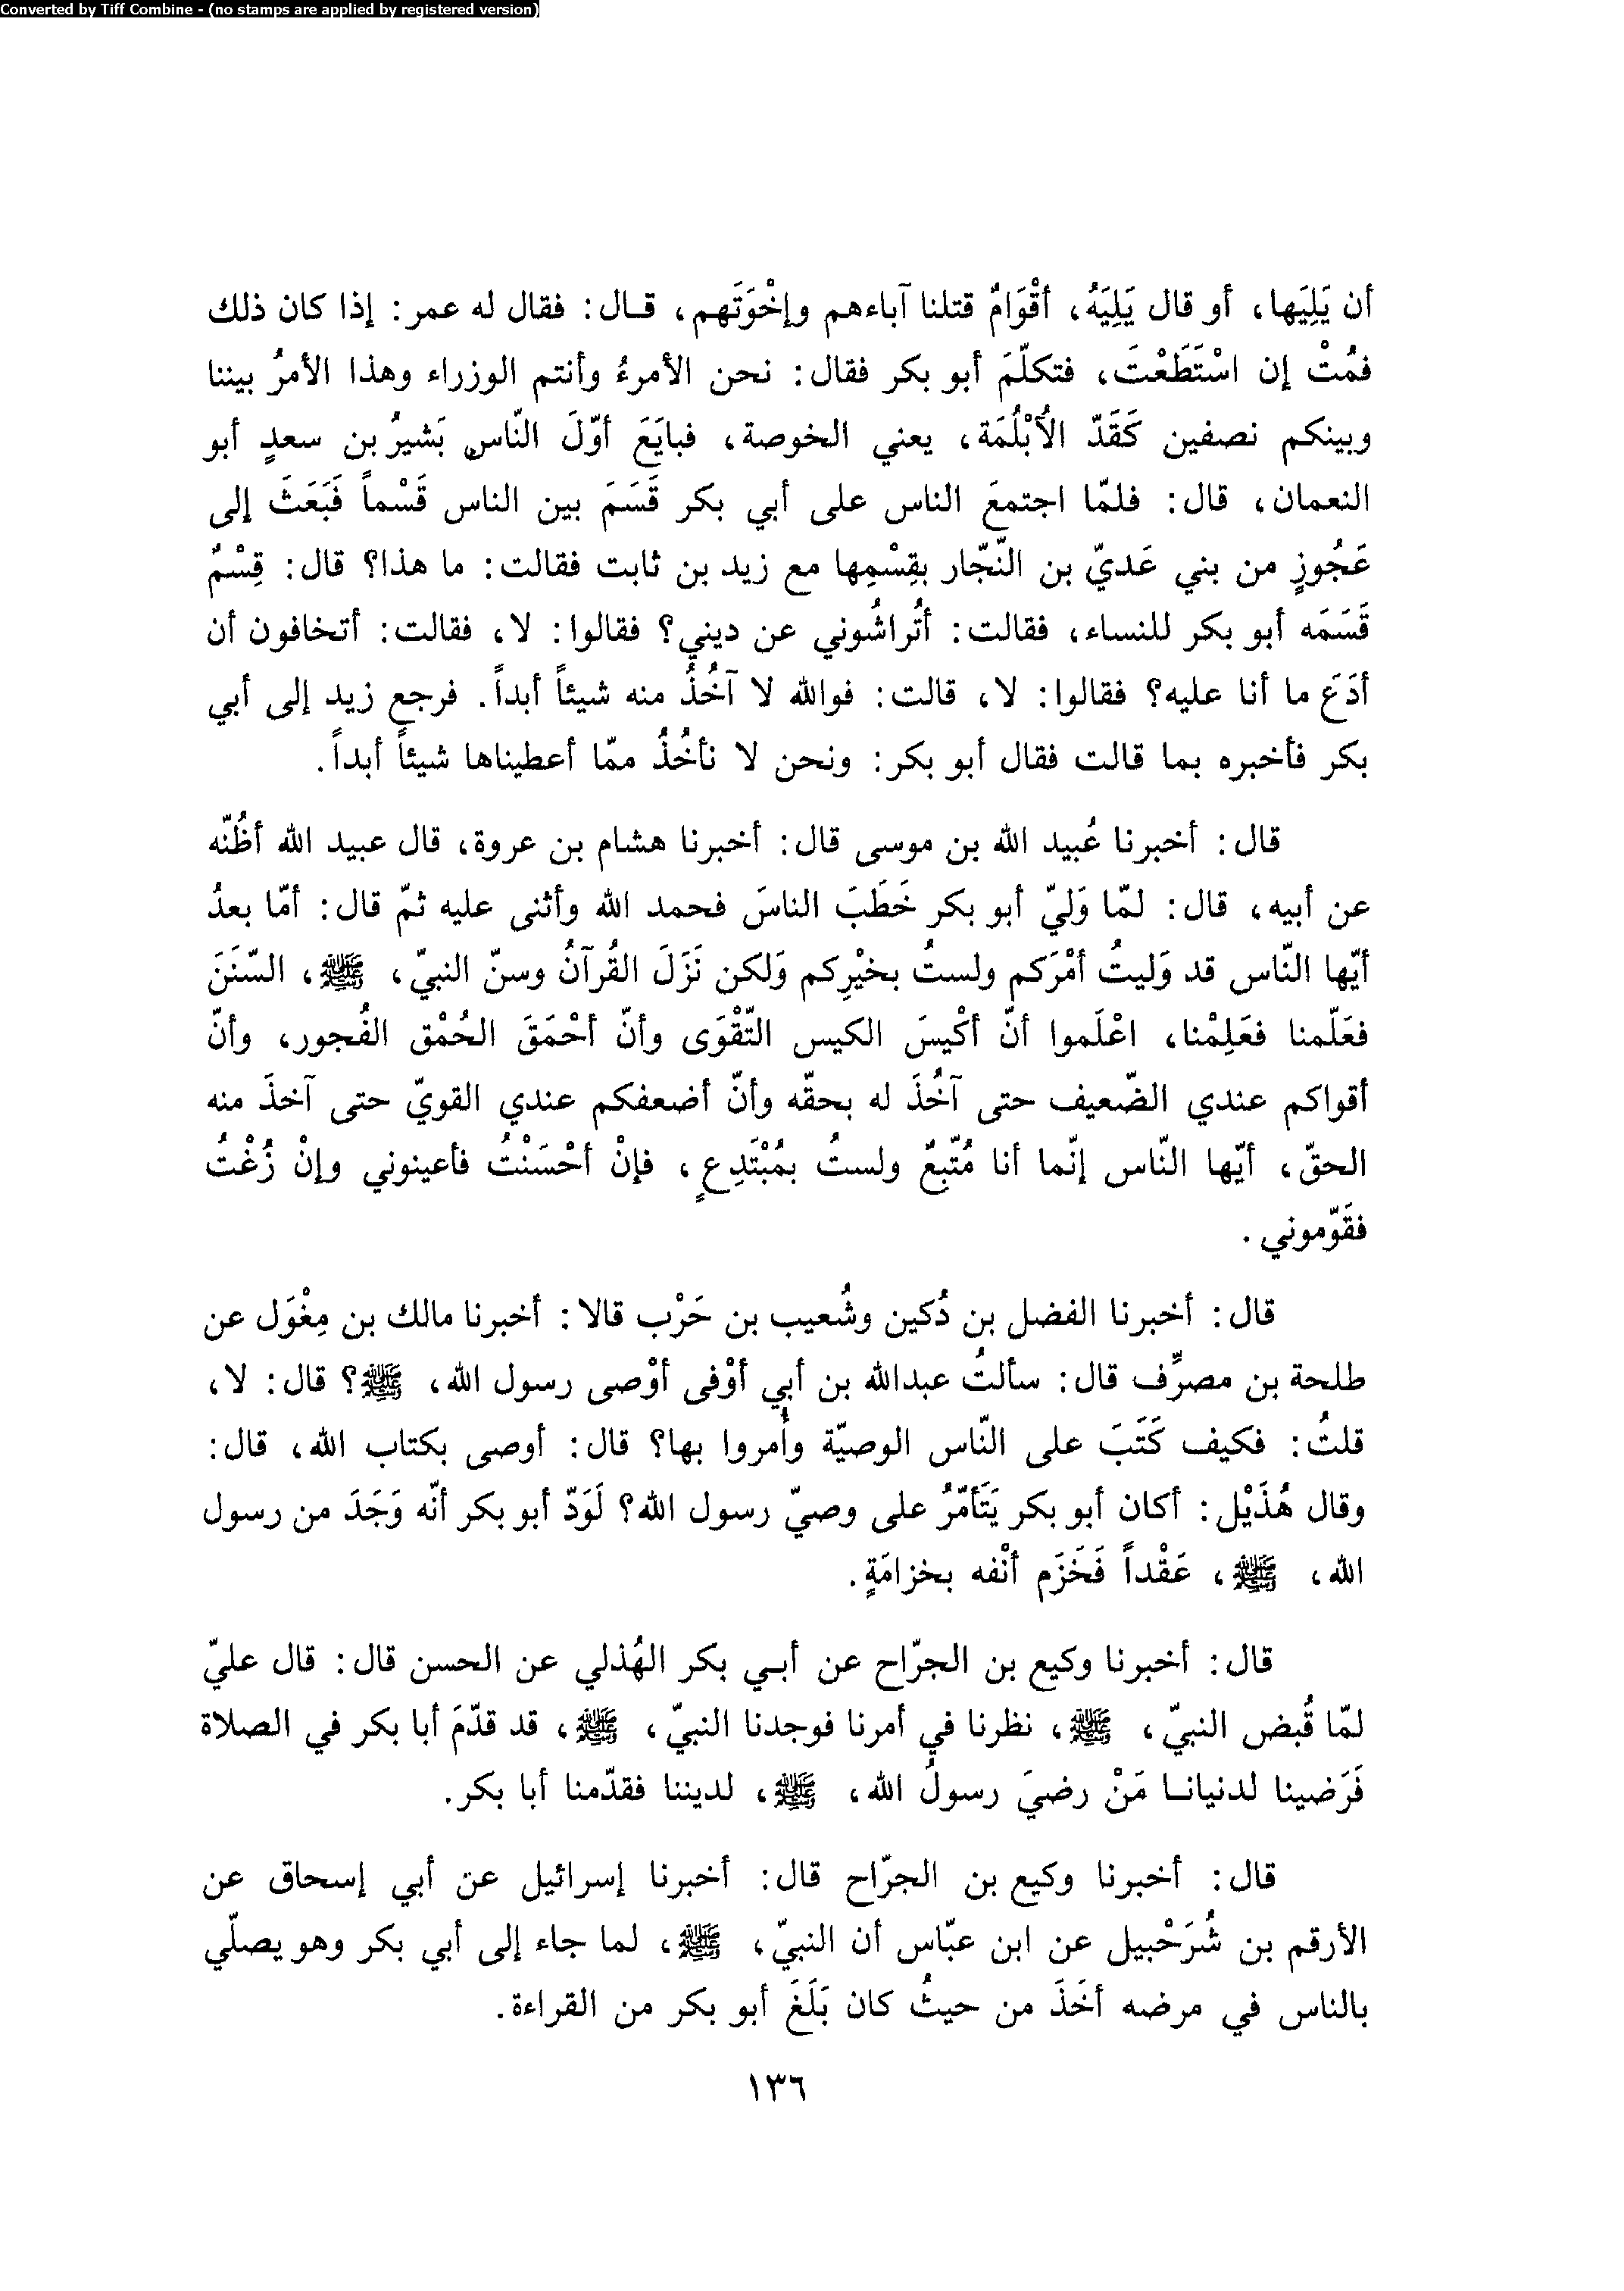 Converted by Tiff Combine - (no stamps are applied by registered version)
أن يَلِيَها، أو قال يَلِيَهُ، أقْوَامٌ قتلنا آباءهم وإخْوَتَهم، قـال: فقال له عمر: إذا كان ذلك
فمُتْ إن اسْتَطَعْتَ، فتكلّمَ أبو بكر فقال: نحن الأمرءُ وأنتم الوزراء وهذا الأمرُ بيننا
وبينكم نصفين كَقَدّ الأُبْلُمَة، يعني الخوصة، فبايَعَ أوّلَ النّاسِ بَشيرُ بن سعدٍ أبو
النعمان، قال: فلمّا اجتمعَ الناس على أبي بكر قَسَمَ بين الناس قَسْماً فَبَعَثَ إلى
عَجُوزٍ من بني عَديّ بن النّجّار بقِسْمِها مع زيد بن ثابت فقالت: ما هذا؟ قال: قِسْمٌ
قَسَمَه أبو بكر للنساء، فقالت: أتُراشُوني عن ديني؟ فقالوا: لا، فقالت: أتخافون أن
أدَعَ ما أنا عليه؟ فقالوا: لا، قالت: فوالله لا آخُذُ منه شيئاً أبداً. فرجع زيد إلى أبي
بكر فأخبره بما قالت فقال أبو بكر: ونحن لا نأخُذُ ممّا أعطيناها شيئاً أبداً.
قال: أخبرنا عُبيد الله بن موسى قال: أخبرنا هشام بن عروة، قال عبيد الله أظُنّه
عن أبيه، قال: لمّا وَليّ أبو بكر خَطَبَ الناسَ فحمد الله وأثنى عليه ثمّ قال: أمّا بعدُ
أيّها النّاس قد وَليتُ أمْرَكم ولستُ بخيْرِكم وَلكن نَزَلَ القُرآنُ وسنّ النبيّ، ﷺ، السّنَنَ
فعَلّمنا فعَلِمْنا، اعْلَموا أنّ أكْيسَ الكيس التّقْوَى وأنّ أحْمَقَ الحُمْق الفُجور، وأنّ
أقواكم عندي الضّعيف حتى آخُذَ له بحقّه وأنّ أضعفكم عندي القويّ حتى آخذَ منه
الحقّ، أيّها النّاس إنّما أنا مُتّبعٌ ولستُ بمُبْتَدِعٍ، فإنْ أحْسَنْتُ فأعينوني وإنْ زُغْتُ
فقَوّموني.
قال: أخبرنا الفضل بن دُكين وشُعيب بن حَرْب قالا: أخبرنا مالك بن مِغْوَل عن
طلحة بن مصرِّف قال: سألتُ عبدالله بن أبي أوْفى أوْصى رسول الله، ﷺ؟ قال: لا،
قلتُ: فكيف كَتَبَ على النّاس الوصيّة وأُمروا بها؟ قال: أوصى بكتاب الله، قال:
وقال هُذَيْل: أكان أبو بكر يَتَأمّرُ على وصيّ رسول الله؟ لَوَدّ أبو بكر أنّه وَجَدَ من رسول
الله، ﷺ، عَقْداً فَخَزَم أنْفه بخزامَةٍ.
قال: أخبرنا وكيع بن الجرّاح عن أبـي بكر الهُذلي عن الحسن قال: قال عليّ
لمّا قُبض النبيّ، ﷺ، نظرنا في أمرنا فوجدنا النبيّ، ﷺ، قد قدّمَ أبا بكر في الصلاة
فَرَضينا لدنيانـا مَنْ رضيَ رسولُ الله، ﷺ، لديننا فقدّمنا أبا بكر.
قال: أخبرنا وكيع بن الجرّاح قال: أخبرنا إسرائيل عن أبي إسحاق عن
الأرقم بن شُرَحْبيل عن ابن عبّاس أن النبيّ، ﷺ، لما جاء إلى أبي بكر وهو يصلّي
بالناس في مرضه أخَذَ من حيثُ كان بَلَغَ أبو بكر من القراءة.
١٣٦